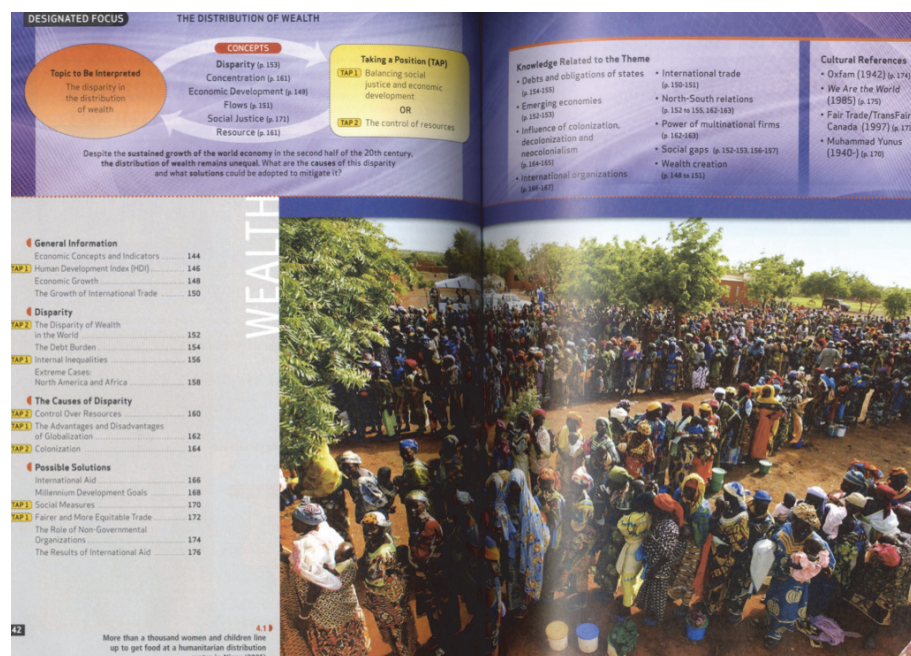 DESIGNATED FOCUS
THE DISTRIBUTION OF WEALTH
Topic to Be Interpreted
The disparity in
the distribution
of wealth
CONCEPTS
Disparity (p. 153)
Concentration (p. 161)
Economic Development (p. 149)
Flows (p. 151)
Social Justice (p. 171)
Resource (p. 161)
Taking a Position (TAP)
TAP 1 Balancing social
justice and economic
development
OR
TAP 2 The control of resources
Despite the sustained growth of the world economy in the second half of the 20th century,
the distribution of wealth remains unequal. What are the causes of this disparity
and what solutions could be adopted to mitigate it?
Knowledge Related to the Theme
• Debts and obligations of states
(p. 154-155)
• Emerging economies
(p. 152-153)
• Influence of colonization,
decolonization and
neocolonialism
(p. 164-165)
• International organizations
(p. 166-167)
• International trade
(p. 150-151)
• North-South relations
(p. 152 to 155, 162-163)
• Power of multinational firms
(p. 162-163)
• Social gaps (p. 152-153, 156-157)
• Wealth creation
(p. 148 to 151)
Cultural References
• Oxfam (1942) (p. 174)
• We Are the World
(1985) (p. 175)
• Fair Trade/TransFair
Canada (1997) (p. 173
• Muhammad Yunus
(1940-) (p. 170)
WEALTH
General Information
Economic Concepts and Indicators 144
TAP 1 Human Development Index (HDI) 146
Economic Growth 148
The Growth of International Trade 150
Disparity
TAP 2 The Disparity of Wealth
in the World 152
The Debt Burden 154
TAP 1 Internal Inequalities 156
Extreme Cases:
North America and Africa 158
The Causes of Disparity
TAP 2 Control Over Resources 160
TAP 1 The Advantages and Disadvantages
of Globalization 162
TAP 2 Colonization 164
Possible Solutions
International Aid 166
Millennium Development Goals 168
TAP 1 Social Measures 170
TAP 1 Fairer and More Equitable Trade 172
The Role of Non-Governmental
Organizations 174
The Results of International Aid 176
42
4.1
More than a thousand women and children line
up to get food at a humanitarian distribution